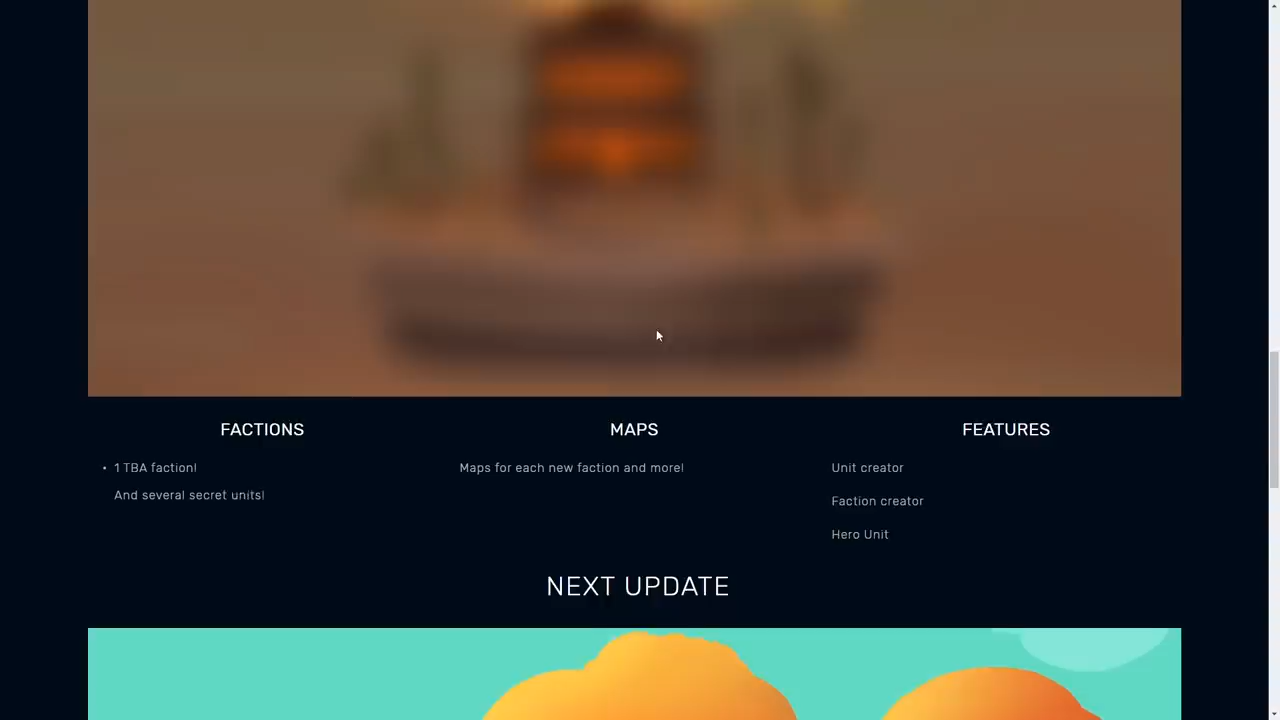 FACTIONS
• 1 TBA faction!
And several secret units!
MAPS
Maps for each new faction and more!
FEATURES
Unit creator
Faction creator
Hero Unit
NEXT UPDATE